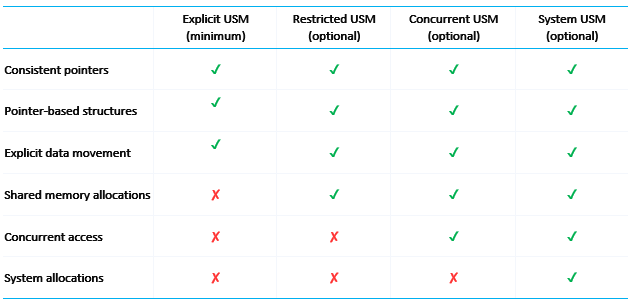 Explicit USM Restricted USM Concurrent USM System USM
(minimum) (optional) (optional) (optional)
Consistent pointers ✓ ✓ ✓ ✓
Pointer-based structures ✓ ✓ ✓ ✓
Explicit data movement ✓ ✓ ✓ ✓
Shared memory allocations ✗ ✓ ✓ ✓
Concurrent access ✗ ✗ ✓ ✓
System allocations ✗ ✗ ✗ ✓